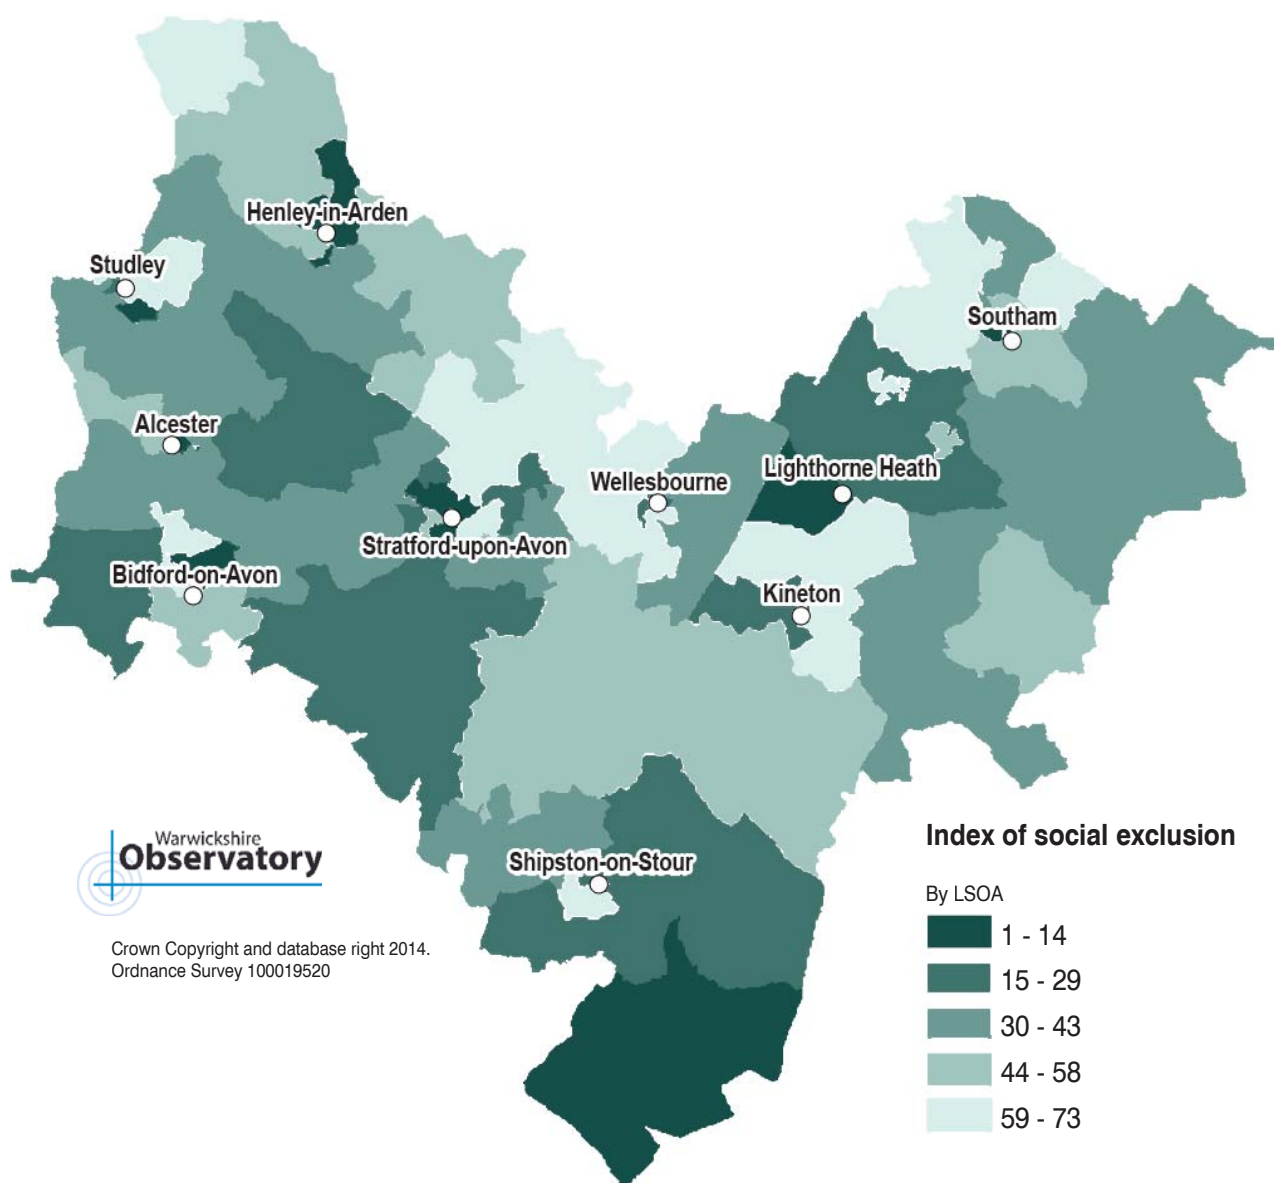 Henley-in-Arden
Studley
Southam
Alcester
Lighthorne Heath
Wellesbourne
Stratford-upon-Avon
Bidford-on-Avon
Kineton
Shipston-on-Stour
Warwickshire
Observatory
Crown Copyright and database right 2014.
Ordnance Survey 100019520
Index of social exclusion
By LSOA
1 - 14
15 - 29
30 - 43
44 - 58
59 - 73